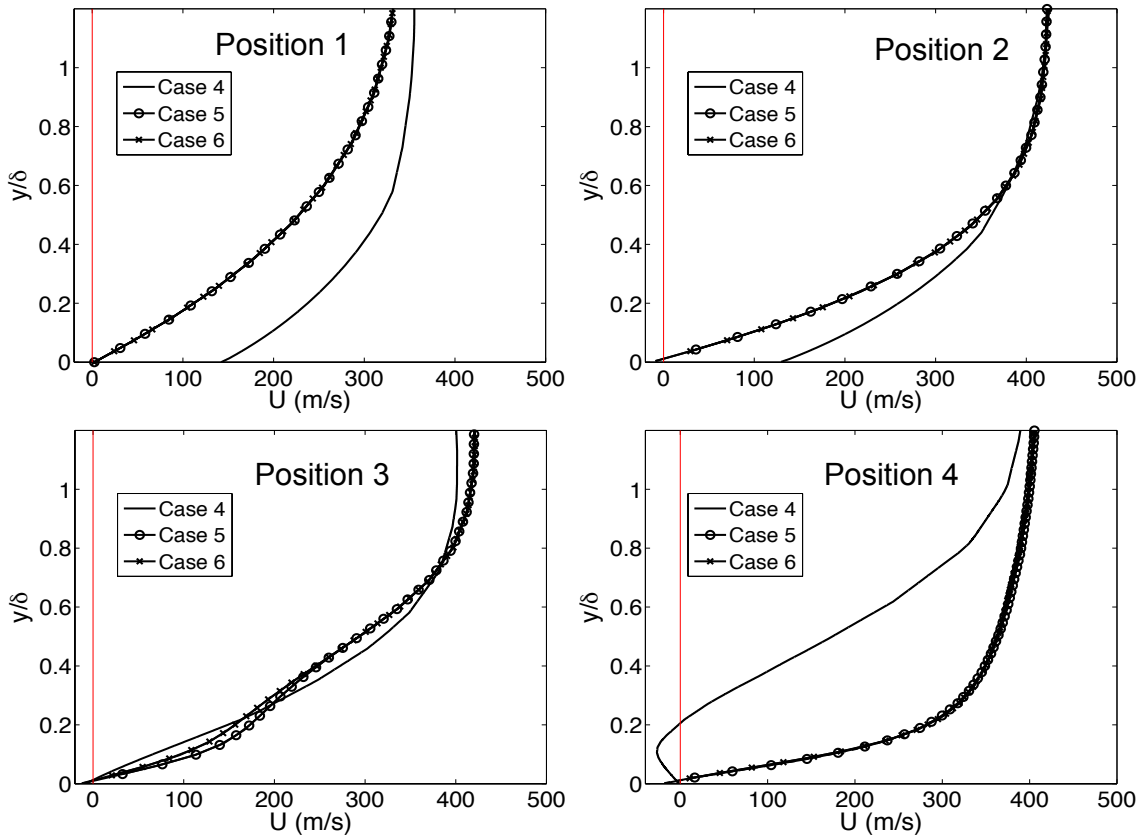 Position 1
Case 4
Case 5
Case 6
y/δ
1
0.8
0.6
0.4
0.2
0
0 100 200 300 400 500
U (m/s)
Position 2
Case 4
Case 5
Case 6
y/δ
1
0.8
0.6
0.4
0.2
0
0 100 200 300 400 500
U (m/s)
Position 3
Case 4
Case 5
Case 6
y/δ
1
0.8
0.6
0.4
0.2
0
0 100 200 300 400 500
U (m/s)
Position 4
Case 4
Case 5
Case 6
y/δ
1
0.8
0.6
0.4
0.2
0
0 100 200 300 400 500
U (m/s)